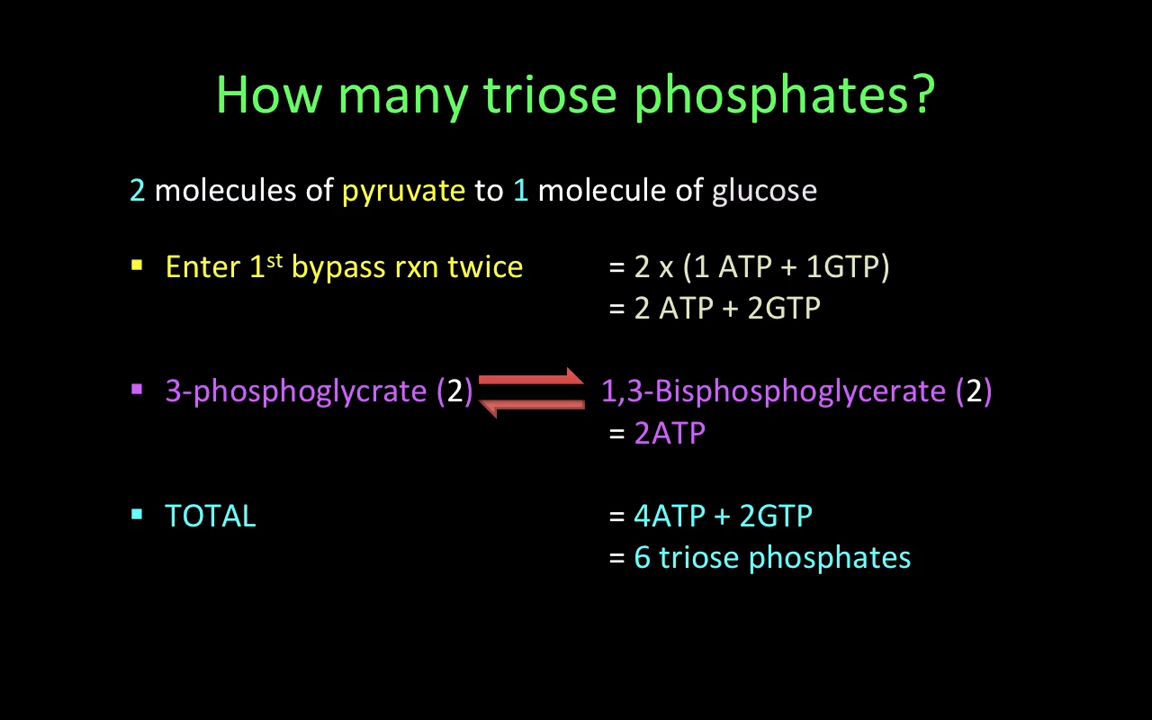 How many triose phosphates?
2 molecules of pyruvate to 1 molecule of glucose
▪ Enter 1st bypass rxn twice = 2 x (1 ATP + 1GTP)
= 2 ATP + 2GTP
▪ 3-phosphoglycrate (2) 1,3-Bisphosphoglycerate (2)
= 2ATP
▪ TOTAL = 4ATP + 2GTP
= 6 triose phosphates